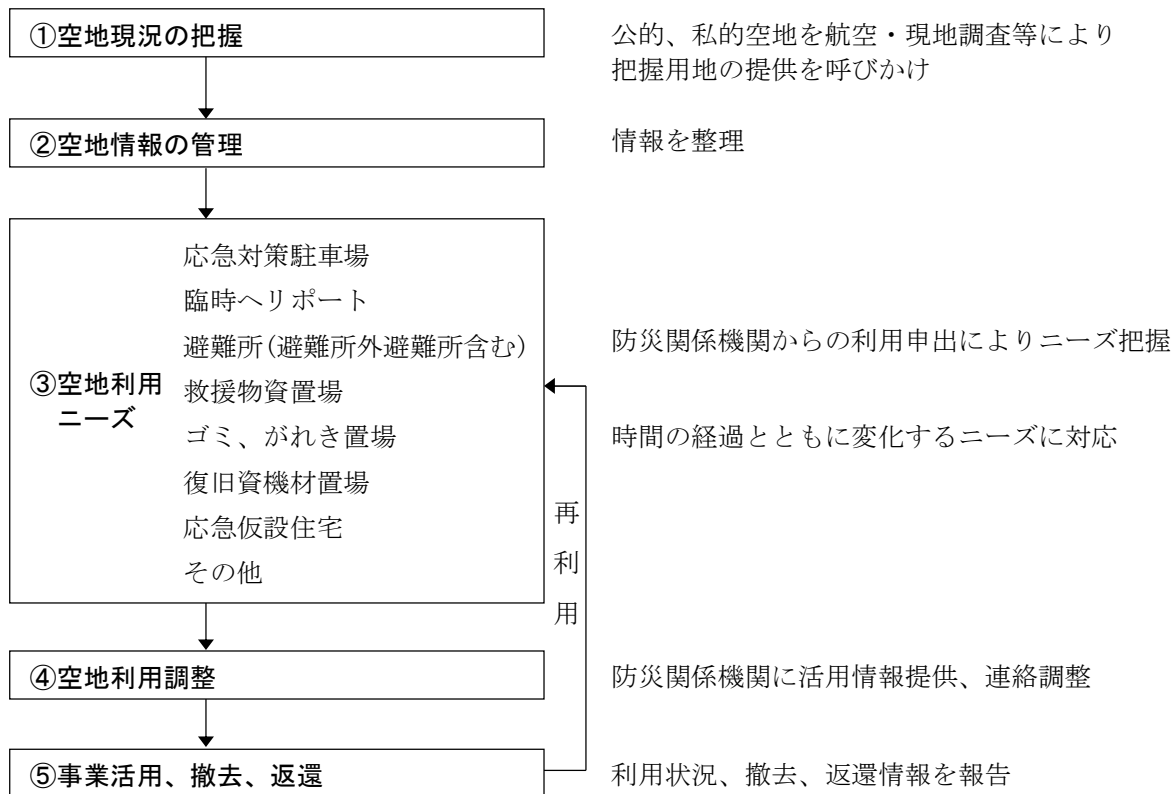 ①空地現況の把握
公的、私的空地を航空・現地調査等により
把握用地の提供を呼びかけ
②空地情報の管理
情報を整理
③空地利用
ニーズ
応急対策駐車場
臨時ヘリポート
避難所(避難所外避難所含む)
救援物資置場
ゴミ、がれき置場
復旧資機材置場
応急仮設住宅
その他
防災関係機関からの利用申出によりニーズ把握
時間の経過とともに変化するニーズに対応
再利用
④空地利用調整
防災関係機関に活用情報提供、連絡調整
⑤事業活用、撤去、返還
利用状況、撤去、返還情報を報告